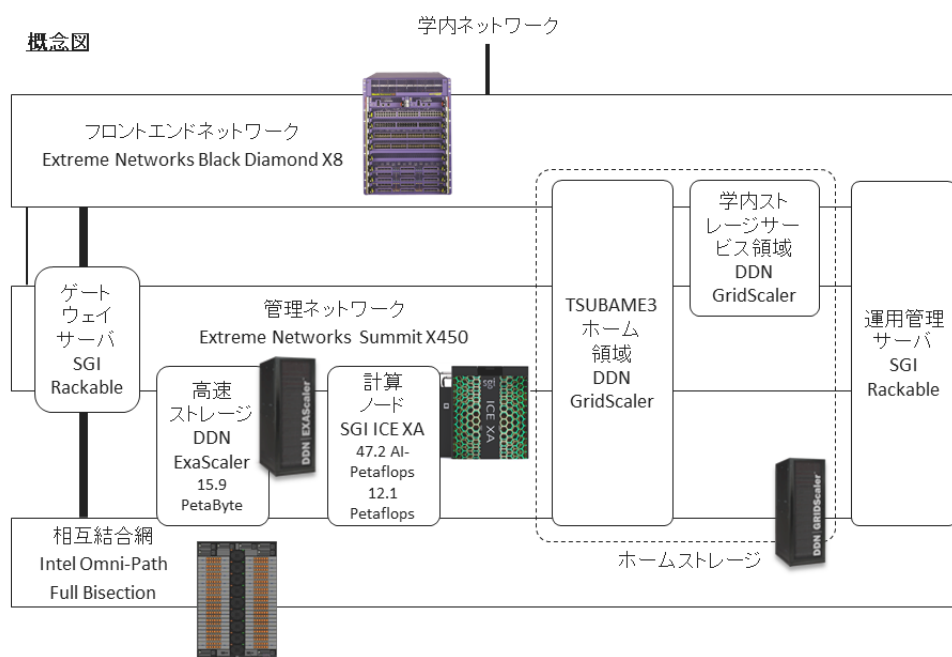 学内ネットワーク
概念図
フロントエンドネットワーク
Extreme Networks Black Diamond X8
学内スト
レージサー
ビス領域
DDN
GridScaler
ゲート
ウェイ
サーバ
SGI
Rackable
管理ネットワーク
Extreme Networks Summit X450
TSUBAME3
ホーム
領域
DDN
GridScaler
運用管理
サーバ
SGI
Rackable
高速
ストレージ
DDN
ExaScaler
15.9
PetaByte
DDN | EXAScaler
計算
ノード
SGI ICE XA
47.2 AI-
Petaflops
12.1
Petaflops
sgi
ICE XA
相互結合網
Intel Omni-Path
Full Bisection
ホームストレージ
DDN | GRIDScaler